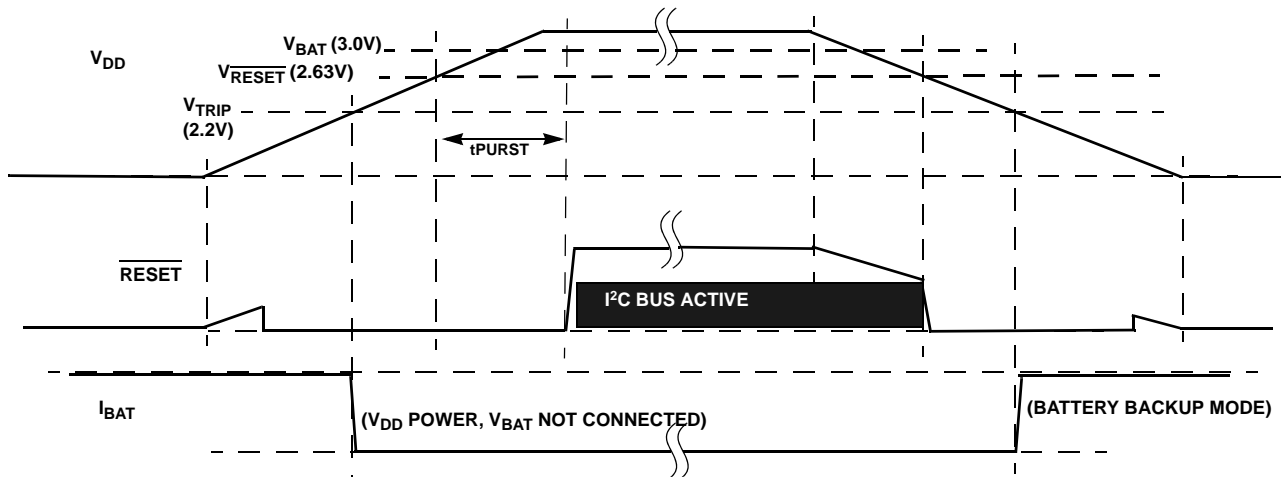 VBAT (3.0V)
VDD
VRESET (2.63V)
VTRIP
(2.2V)
tPURST
RESET
I²C BUS ACTIVE
IBAT
(VDD POWER, VBAT NOT CONNECTED)
(BATTERY BACKUP MODE)